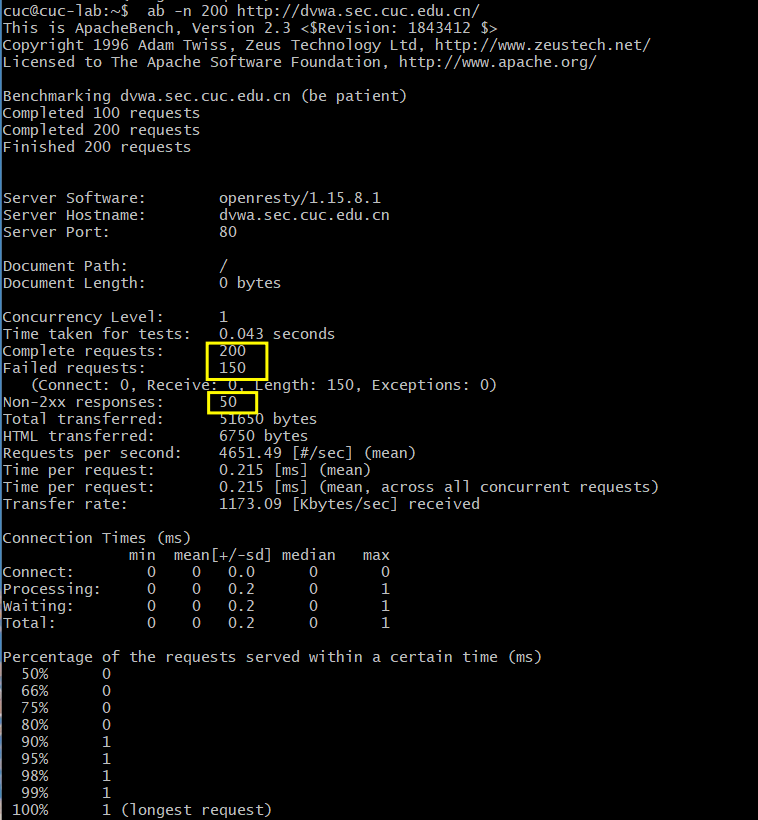 cuc@cuc-lab:~$  ab -n 200 http://dvwa.sec.cuc.edu.cn/
This is ApacheBench, Version 2.3 <$Revision: 1843412 $>
Copyright 1996 Adam Twiss, Zeus Technology Ltd, http://www.zeustech.net/
Licensed to The Apache Software Foundation, http://www.apache.org/
Benchmarking dvwa.sec.cuc.edu.cn (be patient)
Completed 100 requests
Completed 200 requests
Finished 200 requests
Server Software:        openresty/1.15.8.1
Server Hostname:        dvwa.sec.cuc.edu.cn
Server Port:            80
Document Path:          /
Document Length:        0 bytes
Concurrency Level:      1
Time taken for tests:   0.043 seconds
Complete requests:      200
Failed requests:        150
   (Connect: 0, Receive: 0, Length: 150, Exceptions: 0)
Non-2xx responses:      50
Total transferred:      51650 bytes
HTML transferred:       6750 bytes
Requests per second:    4651.49 [#/sec] (mean)
Time per request:       0.215 [ms] (mean)
Time per request:       0.215 [ms] (mean, across all concurrent requests)
Transfer rate:          1173.09 [Kbytes/sec] received
Connection Times (ms)
              min  mean[+/-sd] median   max
Connect:        0    0   0.0      0       0
Processing:     0    0   0.2      0       1
Waiting:        0    0   0.2      0       1
Total:          0    0   0.2      0       1
Percentage of the requests served within a certain time (ms)
  50%      0
  66%      0
  75%      0
  80%      0
  90%      1
  95%      1
  98%      1
  99%      1
 100%      1 (longest request)